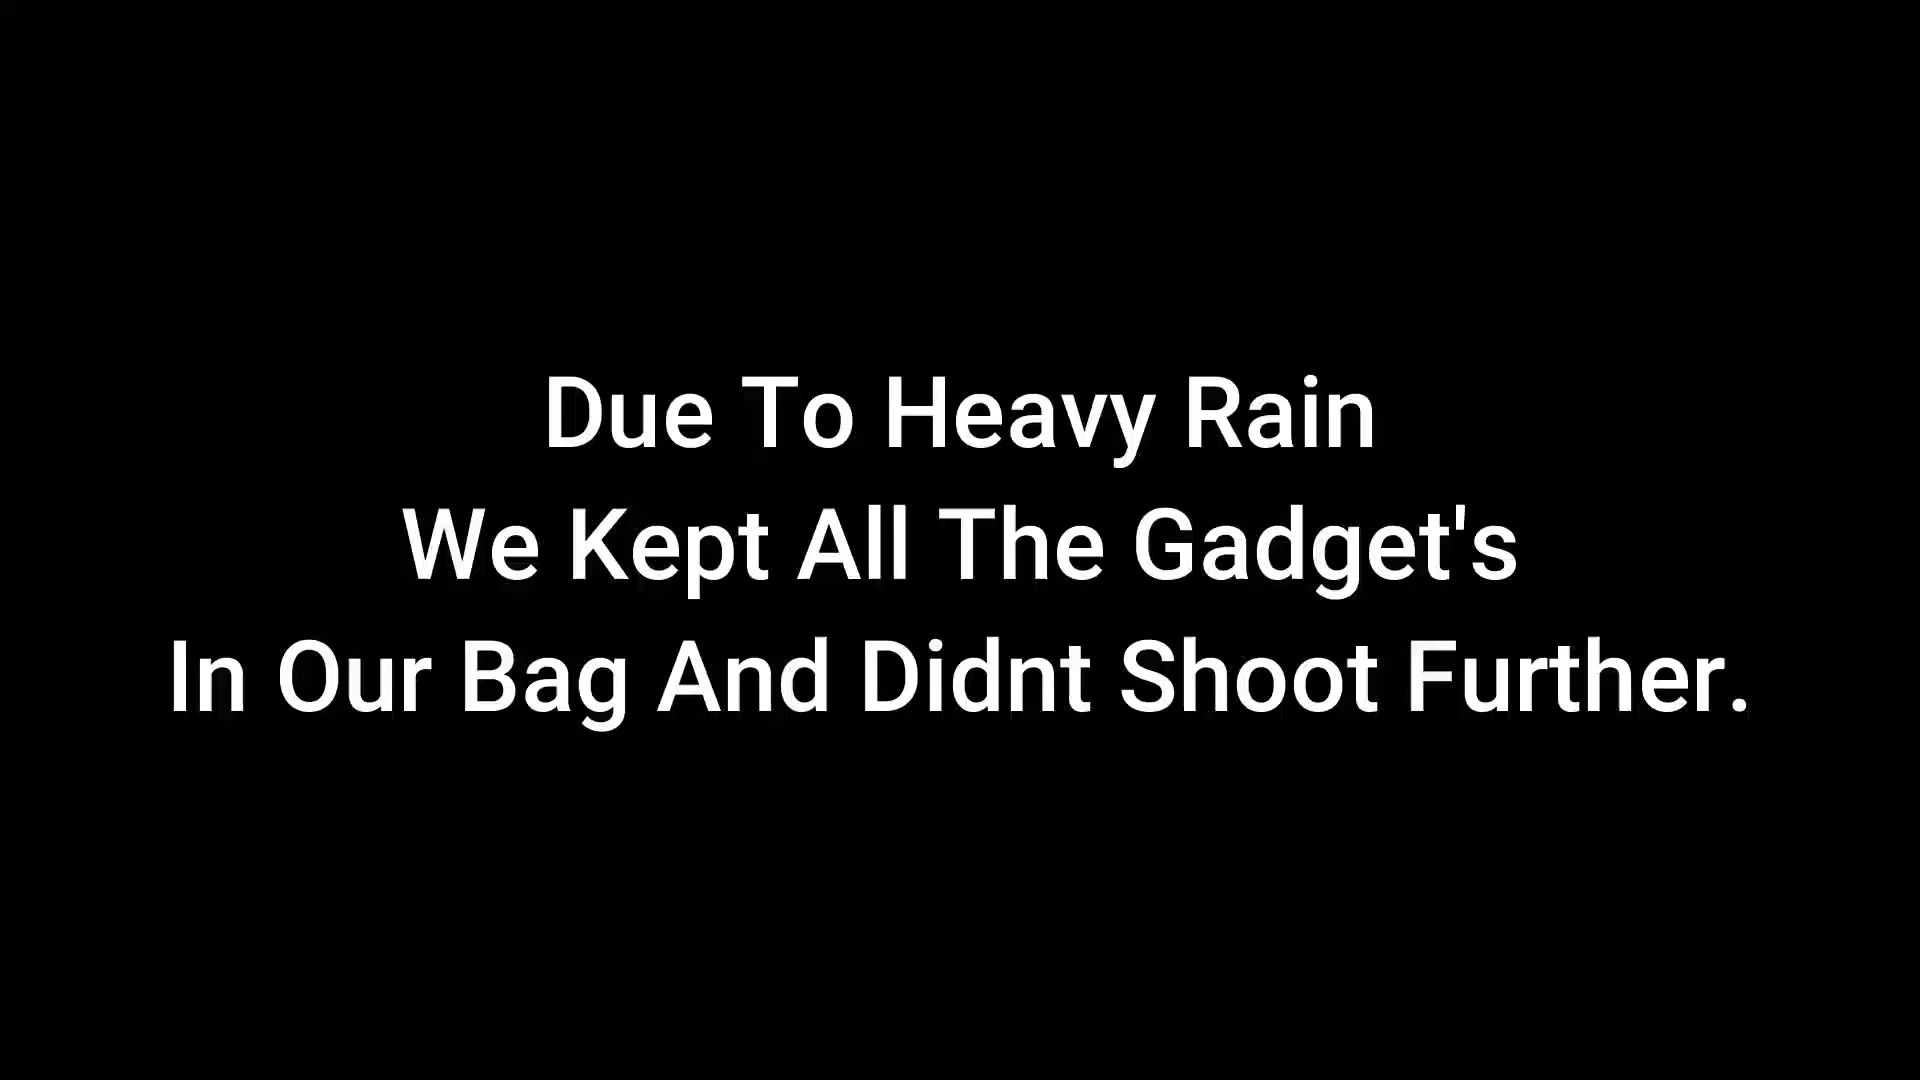 Due To Heavy Rain
We Kept All The Gadget's
In Our Bag And Didnt Shoot Further.